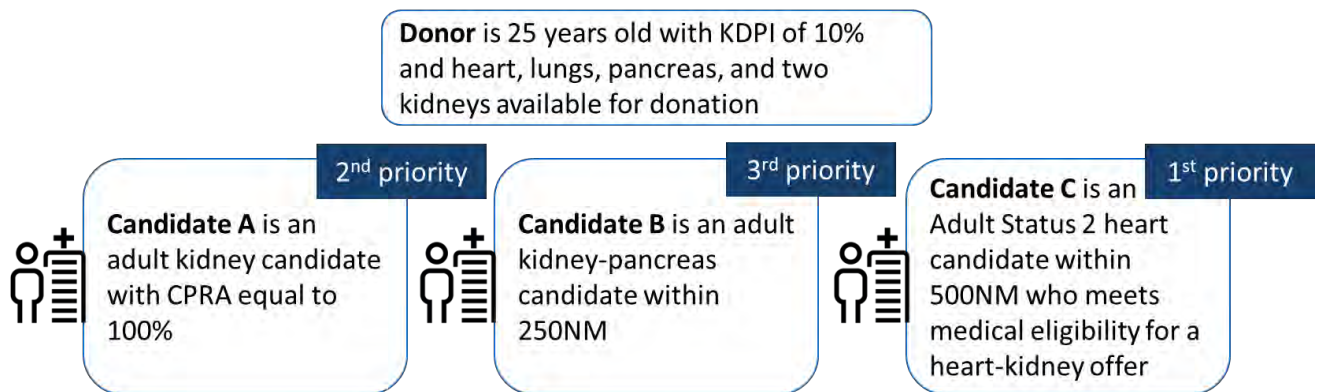 Donor is 25 years old with KDPI of 10%
and heart, lungs, pancreas, and two
kidneys available for donation
2nd priority
Candidate A is an
adult kidney candidate
with CPRA equal to
100%
3rd priority
Candidate B is an adult
kidney-pancreas
candidate within
250NM
1st priority
Candidate C is an
Adult Status 2 heart
candidate within
500NM who meets
medical eligibility for a
heart-kidney offer